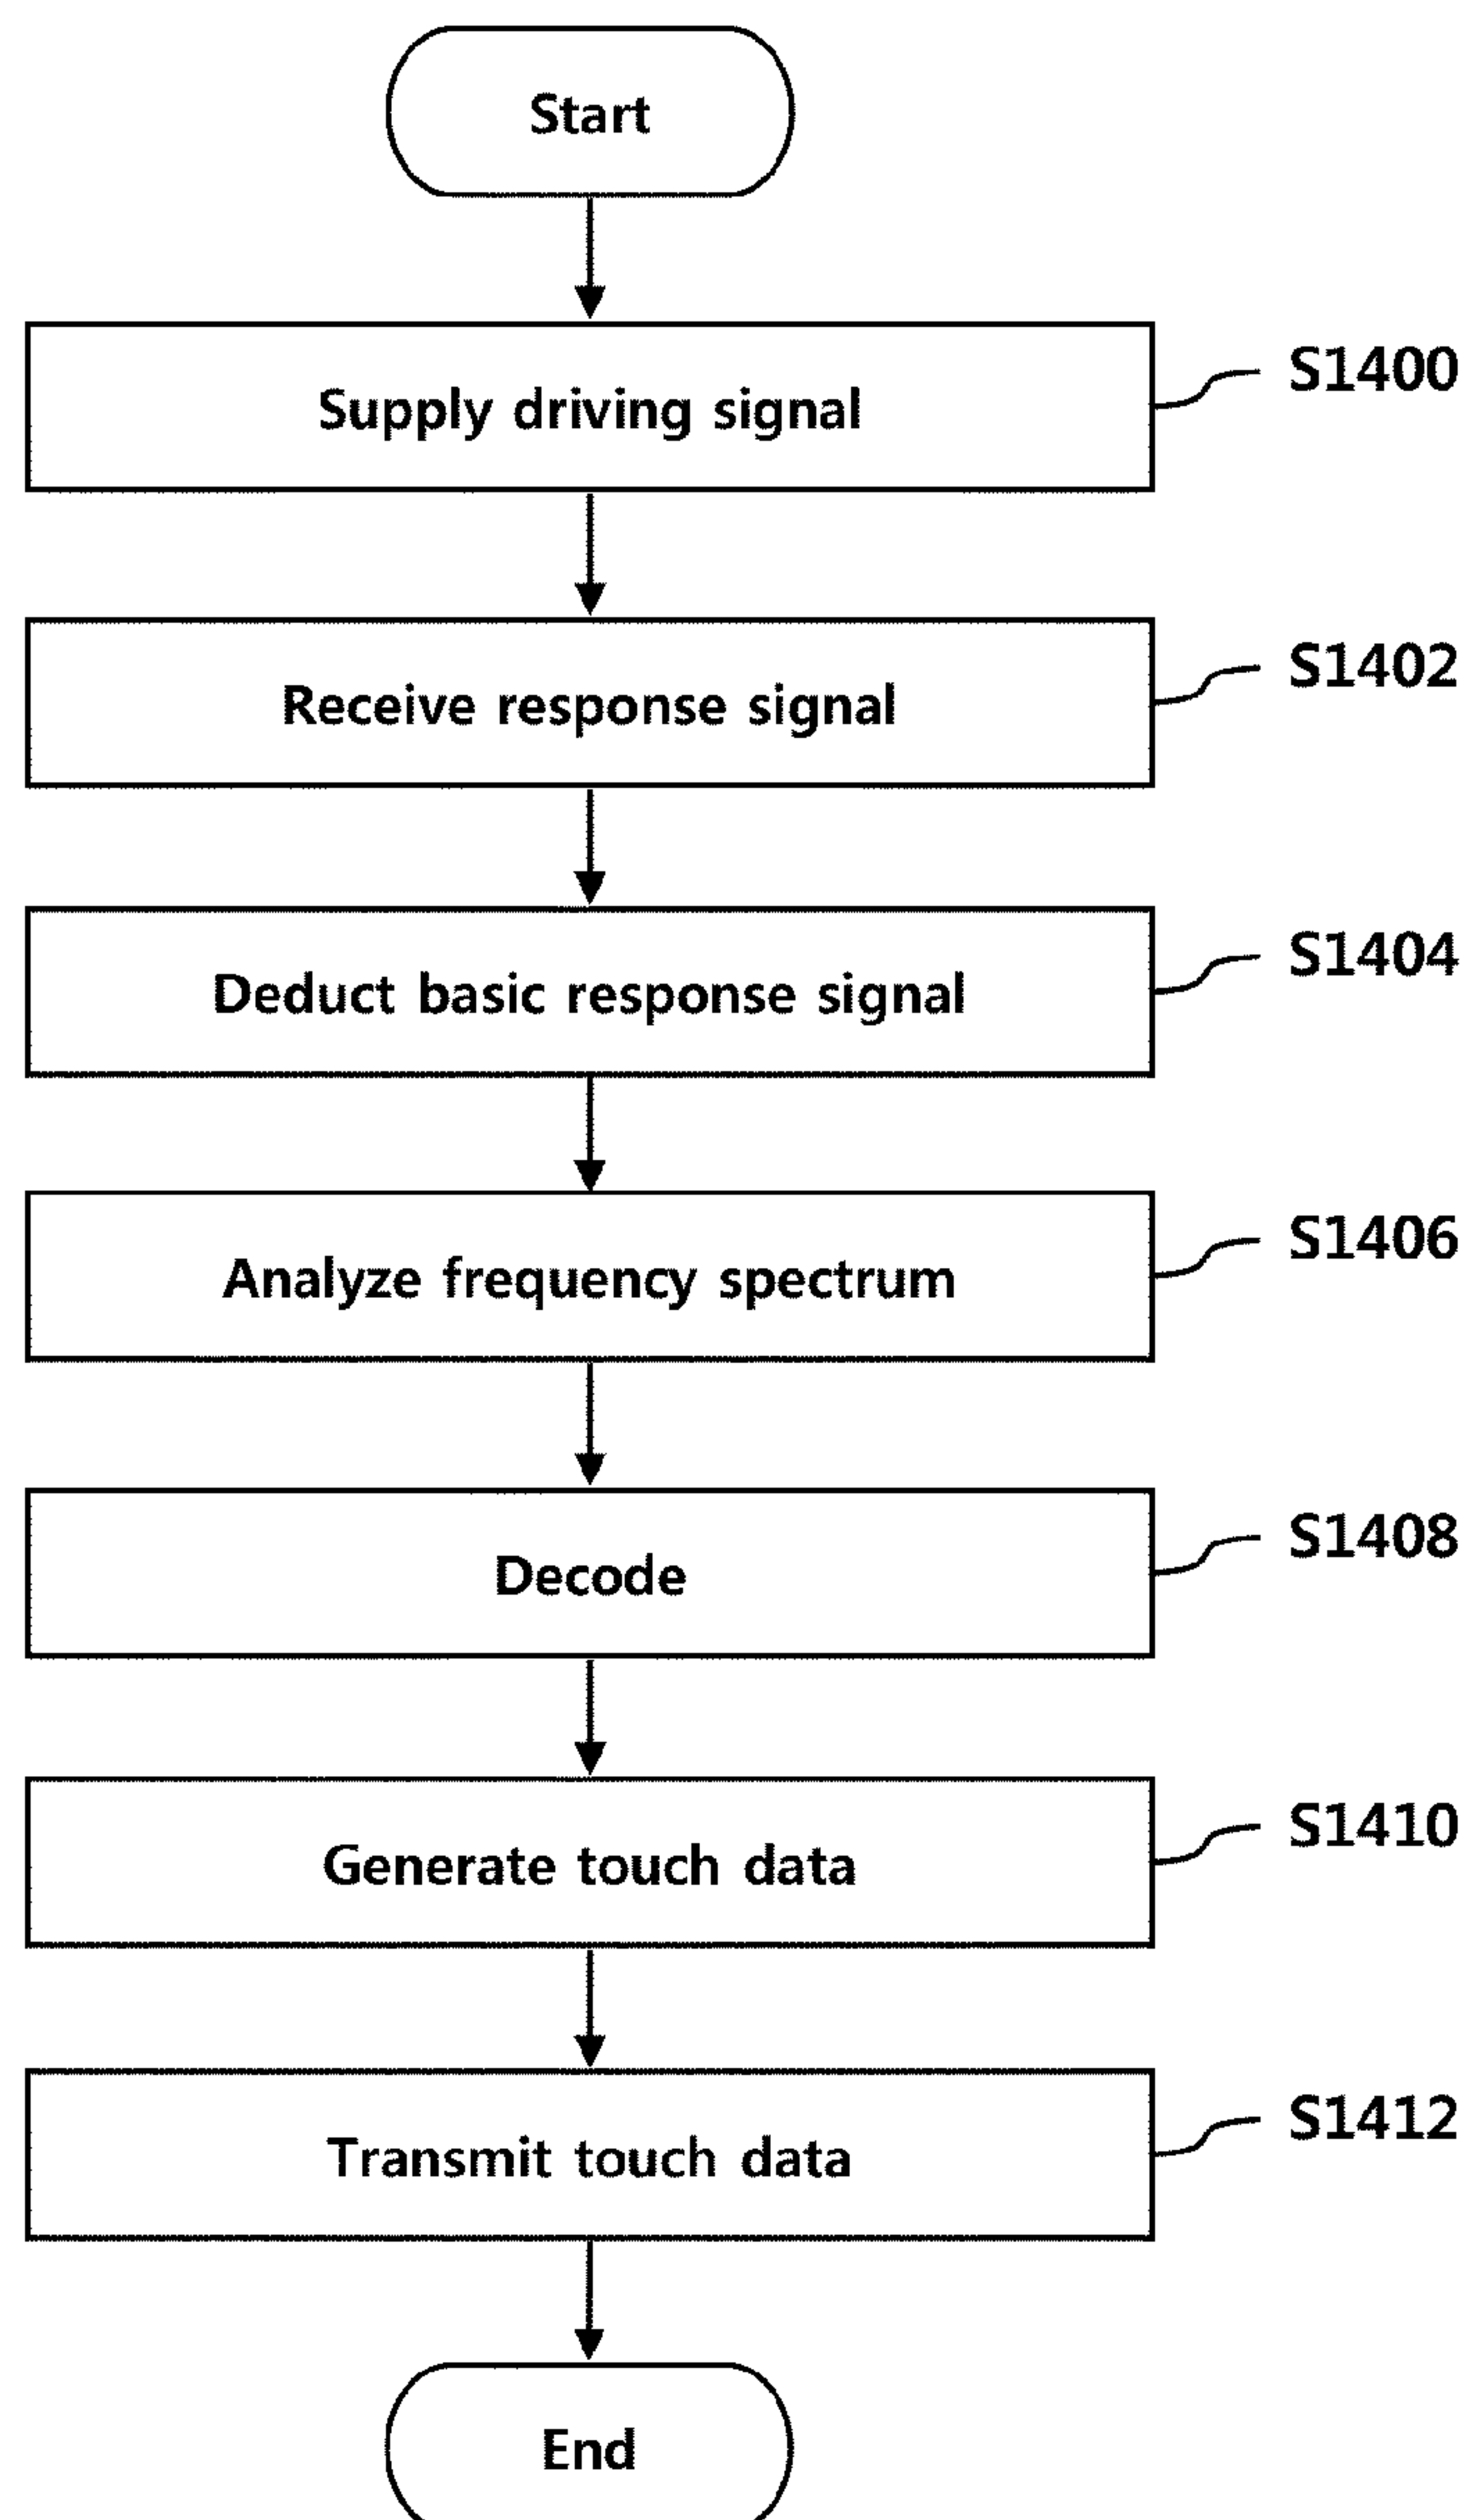 Start
Supply driving signal
S1400
Receive response signal
S1402
Deduct basic response signal
S1404
Analyze frequency spectrum
S1406
Decode
S1408
Generate touch data
S1410
Transmit touch data
S1412
End